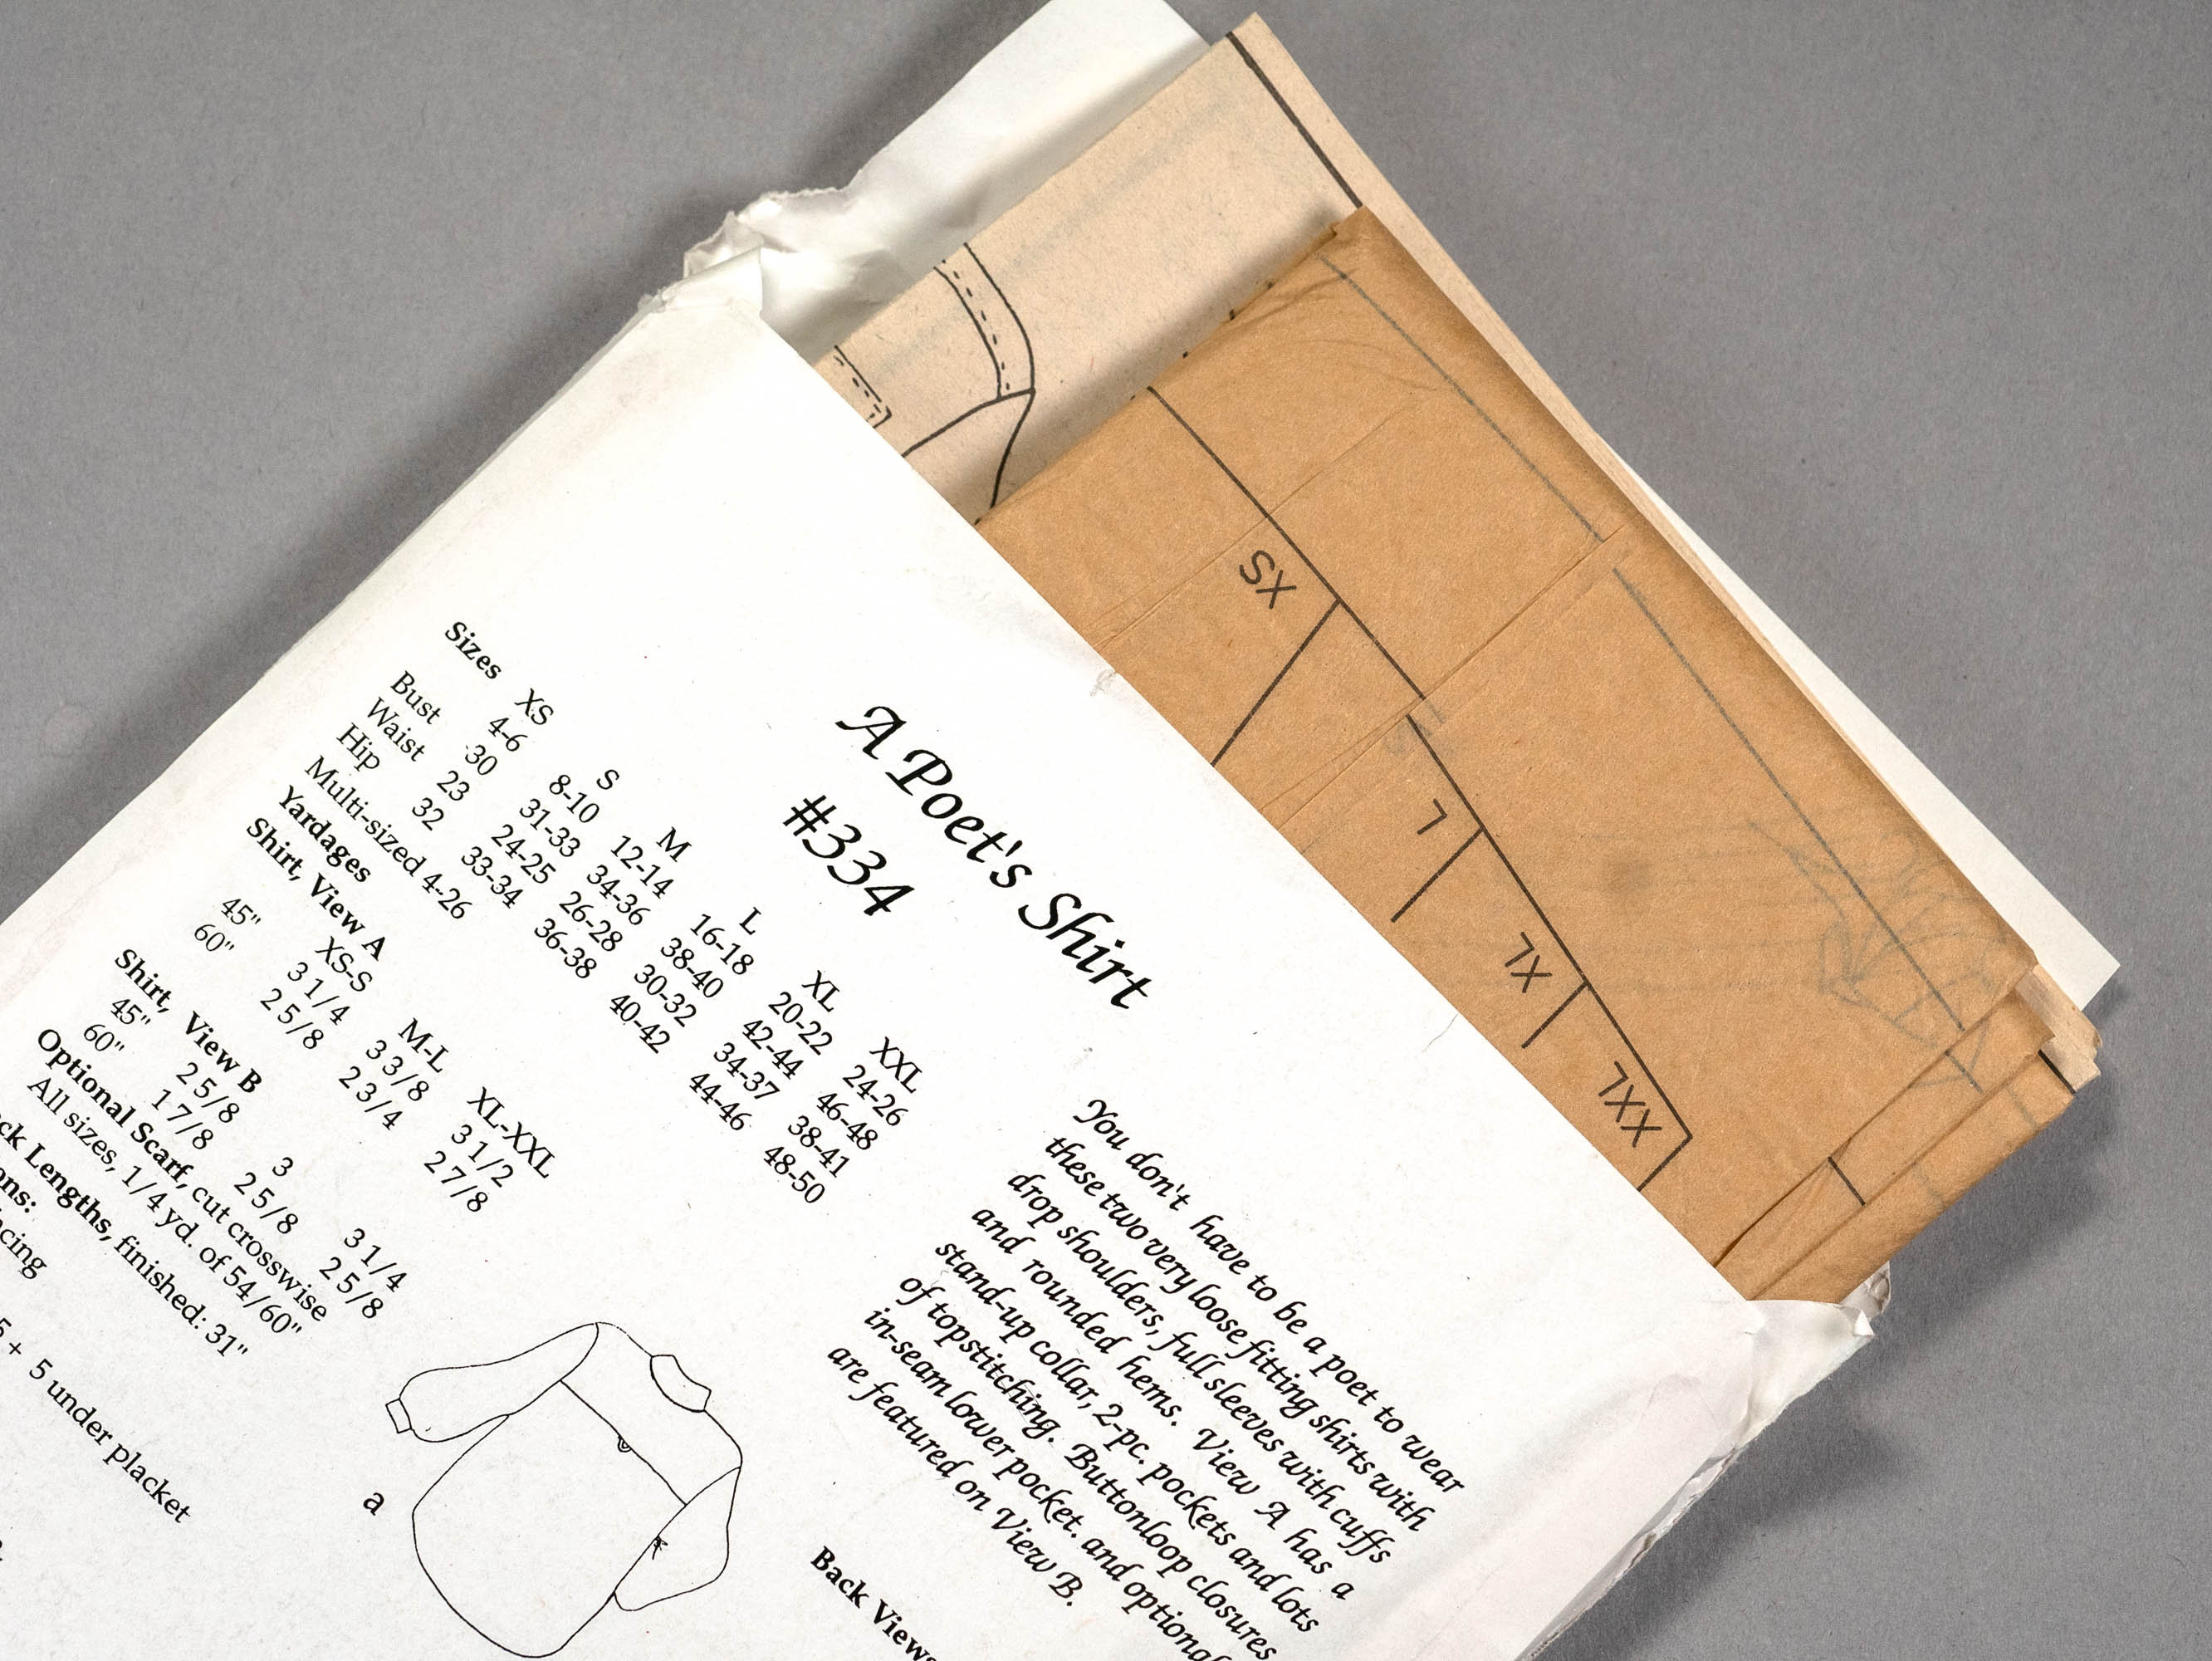 A Poet's Shirt
#334
Sizes XS S M L XL XXL
4-6 8-10 12-14 16-18 20-22 24-26
Bust 30 31-33 34-36 38-40 42-44 46-48
Waist 23 24-25 26-28 30-32 34-37 38-41
Hip 32 33-34 36-38 40-42 44-46 48-50
Multi-sized 4-26
Yardages
Shirt, View A
XS-S M-L XL-XXL
45" 3 1/4 3 3/8 3 1/2
60" 2 5/8 2 3/4 2 7/8
Shirt, View B
45" 2 5/8 3 3 1/4
60" 1 7/8 2 5/8 2 5/8
Optional Scarf, cut crosswise
All sizes, 1/4 yd. of 54/60"
Lengths, finished: 31"
5 + 5 under placket
You don't have to be a poet to wear
these two very loose fitting shirts with
drop shoulders, full sleeves with cuffs
and rounded hems. View A has a
stand-up collar, 2-pc. pockets and lots
of topstitching. Buttonloop closures
in-seam lower pocket. and optional
are featured on View B.
Back Views
a
XS
L
XL
XXL